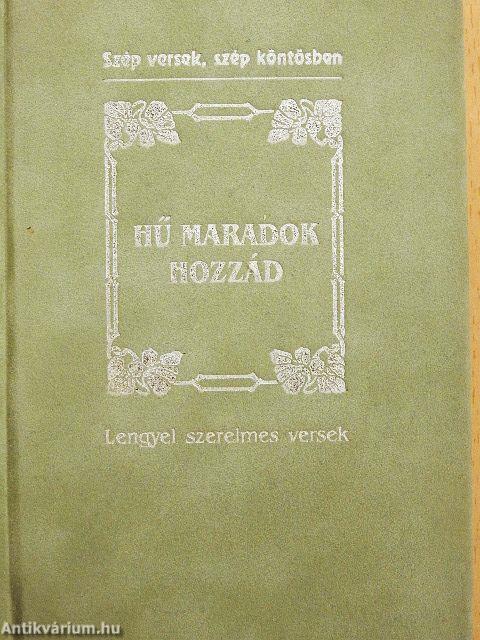 Szép versek, szép köntösben
HŰ MARADOK
HOZZÁD
Lengyel szerelmes versek
Antikvárium.hu